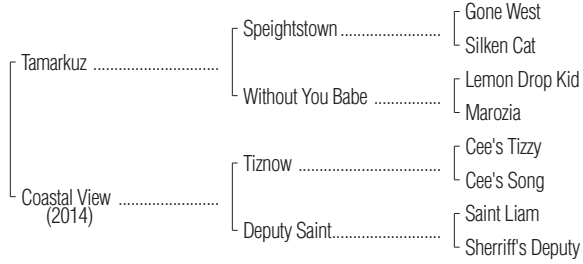 Gone West
Speightstown
Silken Cat
Tamarkuz
Lemon Drop Kid
Without You Babe
Marozia
Cee's Tizzy
Tiznow
Cee's Song
Coastal View
(2014)
Saint Liam
Deputy Saint
Sherriff's Deputy